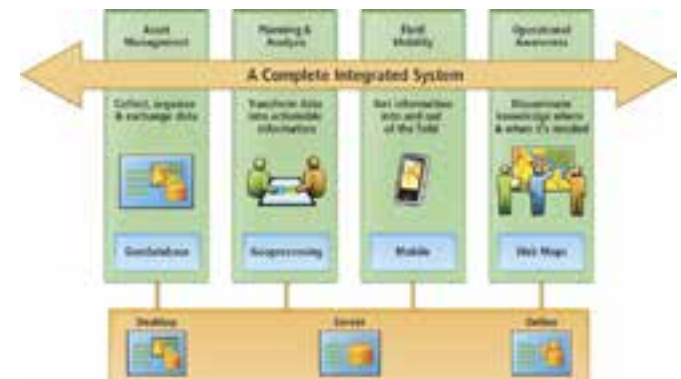 Asset
Management
Planning &
Analysis
Field
Mobility
Operational
Awareness
A Complete Integrated System
Collect, organize
& exchange data
Transform data
into actionable
information
Get information
into and out
of the field
Disseminate
knowledge where
& when it's needed
Geodatabase
Geoprocessing
Mobile
Web Maps
Desktop
Server
Online